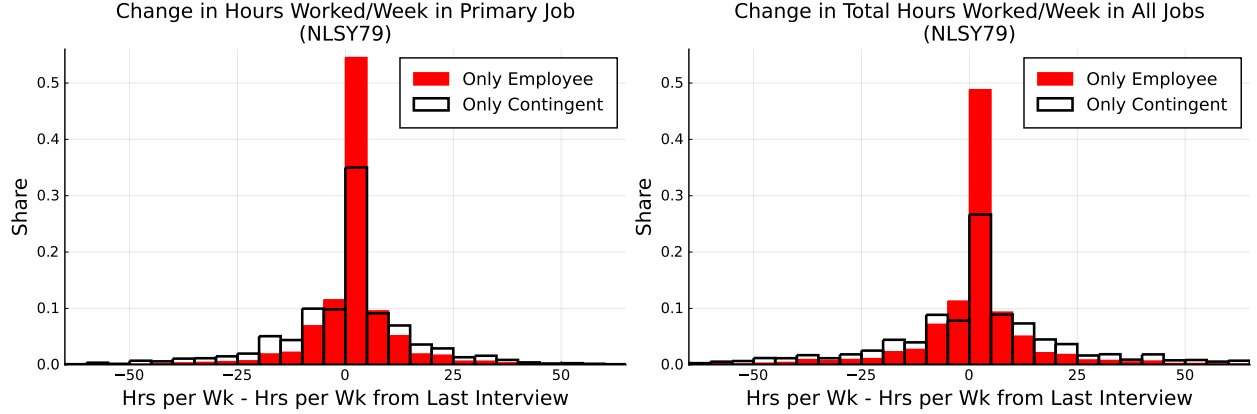 Change in Hours Worked/Week in Primary Job
(NLSY79)
Only Employee
Only Contingent
Share
0.5
0.4
0.3
0.2
0.1
0.0
−50
−25
0
25
50
Hrs per Wk - Hrs per Wk from Last Interview
Change in Total Hours Worked/Week in All Jobs
(NLSY79)
Only Employee
Only Contingent
Share
0.5
0.4
0.3
0.2
0.1
0.0
−50
−25
0
25
50
Hrs per Wk - Hrs per Wk from Last Interview